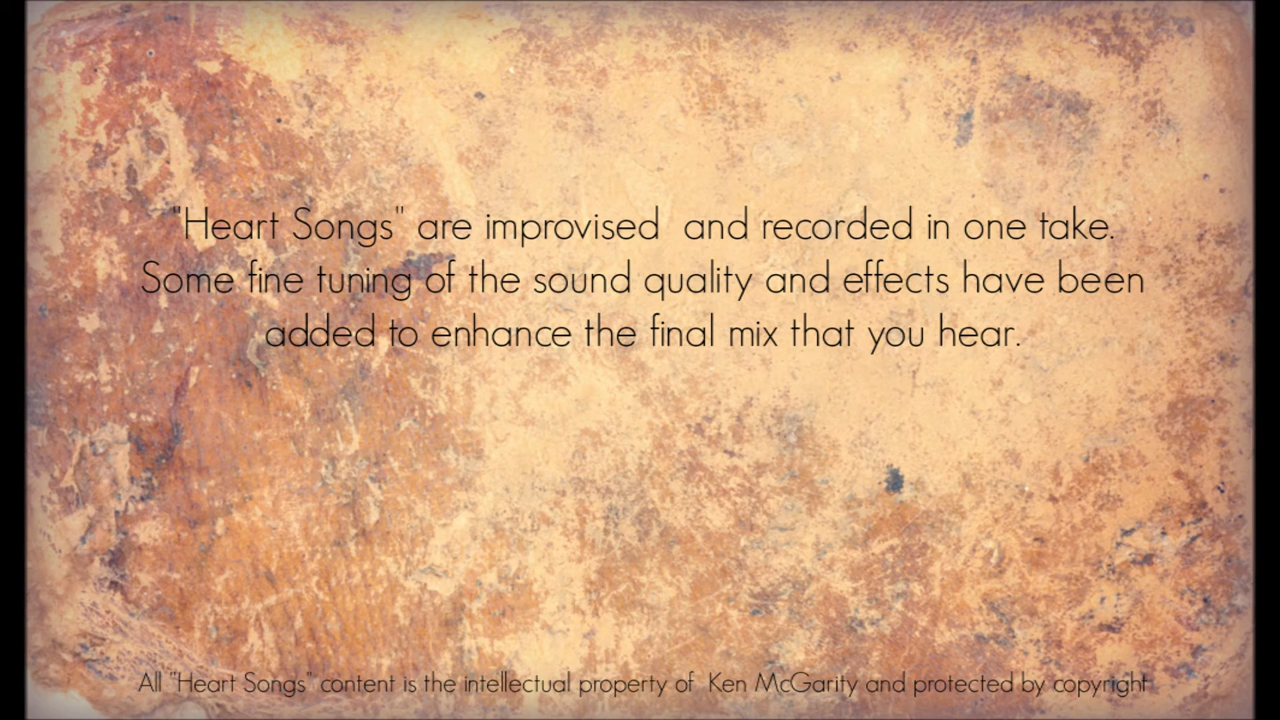 "Heart Songs" are improvised  and recorded in one take.
Some fine tuning of the sound quality and effects have been
added to enhance the final mix that you hear.
All "Heart Songs" content is the intellectual property of  Ken McGarity and protected by copyright